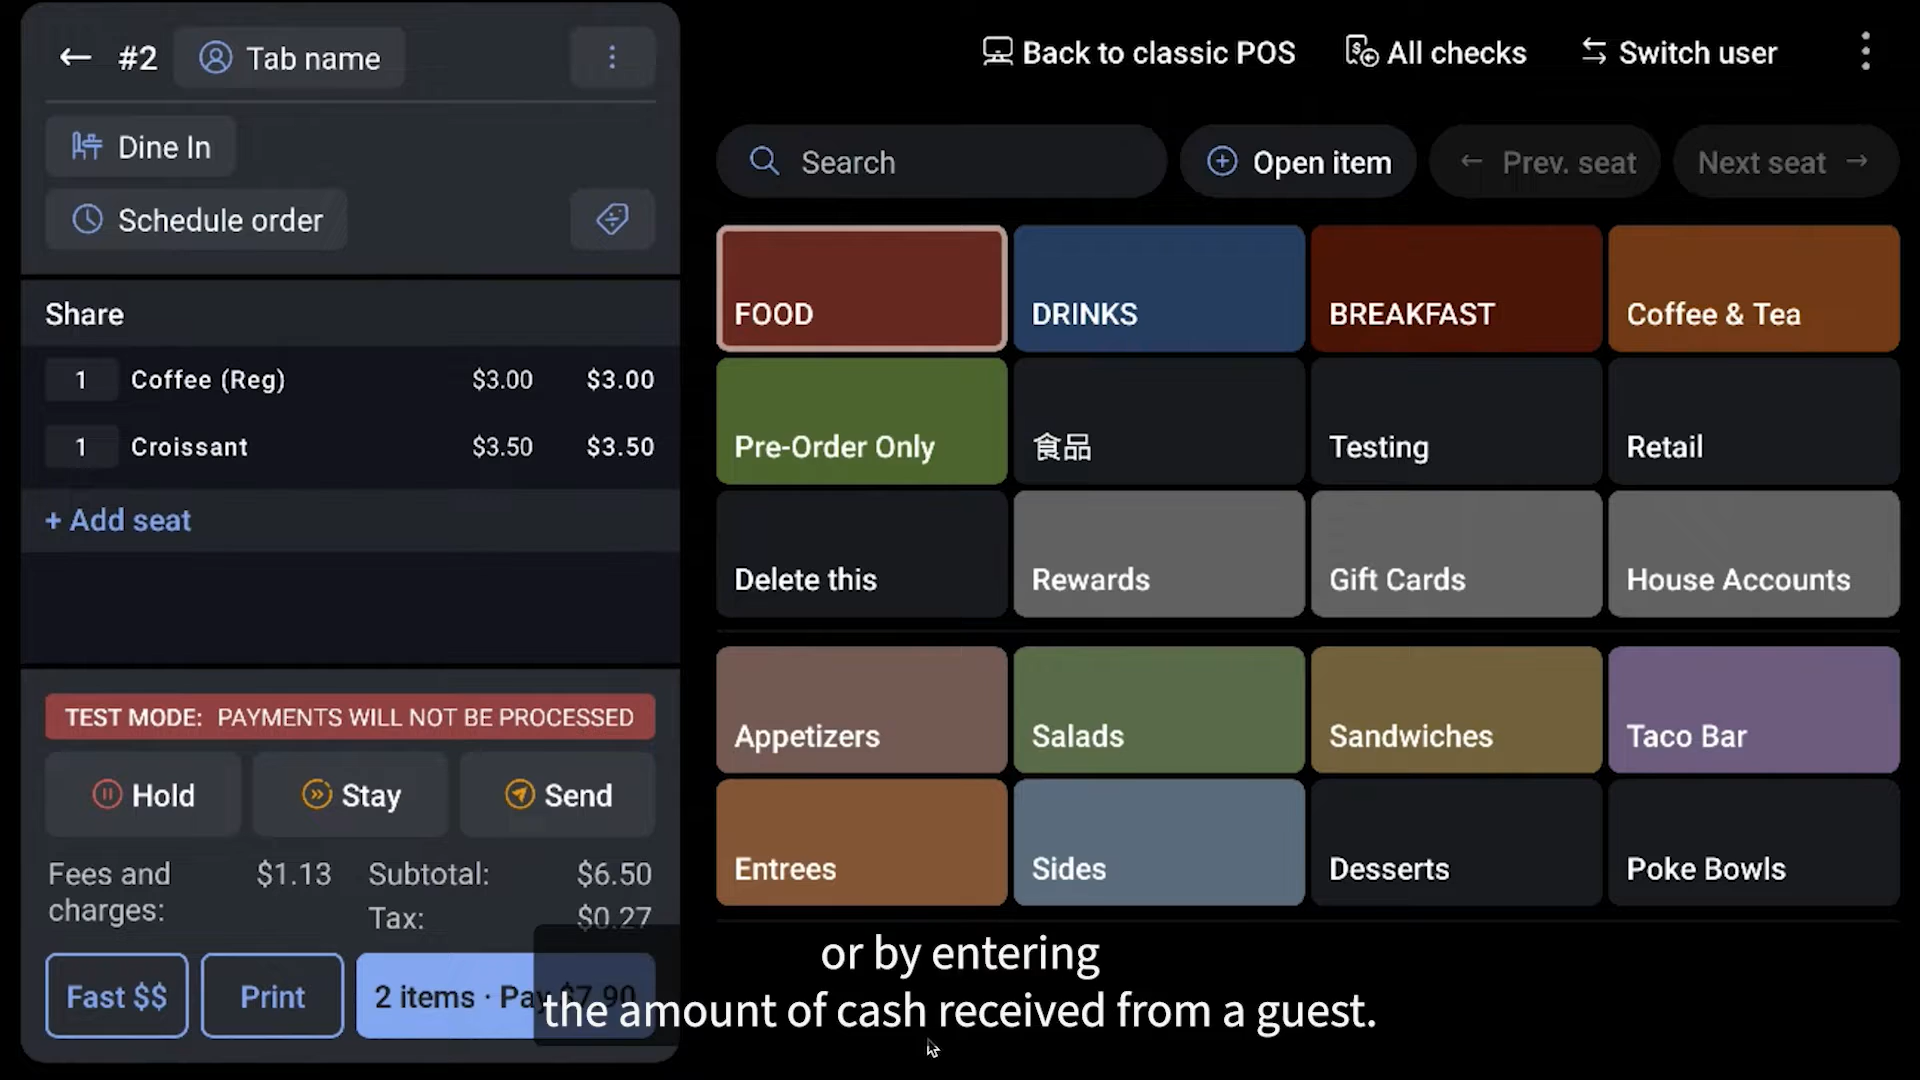 #2 Tab name
Back to classic POS All checks Switch user
Dine In
Search Open item Prev. seat Next seat
Schedule order
Share
1 Coffee (Reg) $3.00 $3.00
1 Croissant $3.50 $3.50
+ Add seat
FOOD DRINKS BREAKFAST Coffee & Tea
Pre-Order Only 食品 Testing Retail
Delete this Rewards Gift Cards House Accounts
Appetizers Salads Sandwiches Taco Bar
Entrees Sides Desserts Poke Bowls
TEST MODE: PAYMENTS WILL NOT BE PROCESSED
Hold Stay Send
Fees and charges: $1.13 Subtotal: $6.50
Tax: $0.27
Fast $$ Print 2 items · Pay $7.90
or by entering
the amount of cash received from a guest.